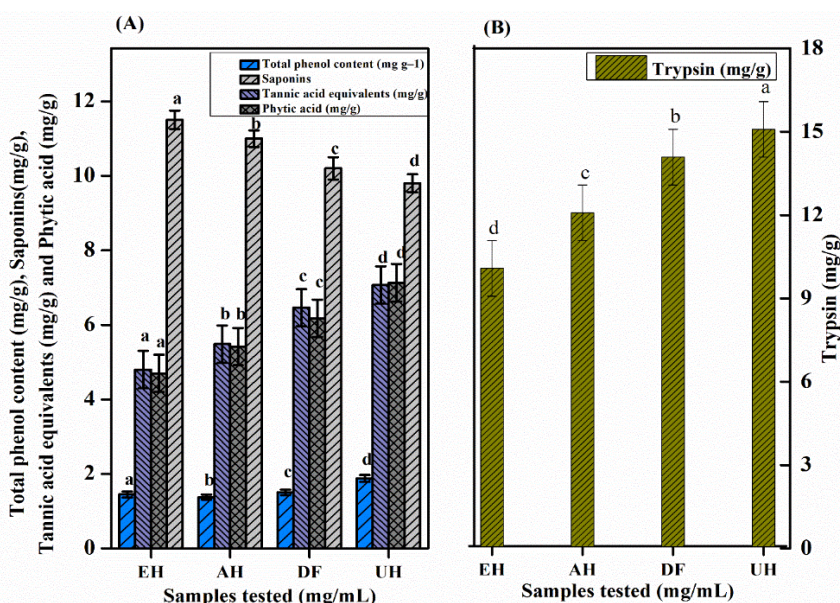 (A)
Total phenol content (mg/g), Saponins(mg/g),
Tannic acid equivalents (mg/g) and Phytic acid (mg/g)
12
10
8
6
4
2
0
Total phenol content (mg g–1)
Saponins
Tannic acid equivalents (mg/g)
Phytic acid (mg/g)
a
b
c
d
a
a
b
b
c
c
d
d
a
b
c
d
EH
AH
DF
UH
Samples tested (mg/mL)
(B)
Trypsin (mg/g)
d
c
b
a
18
15
12
9
6
3
0
Trypsin (mg/g)
EH
AH
DF
UH
Samples tested (mg/mL)